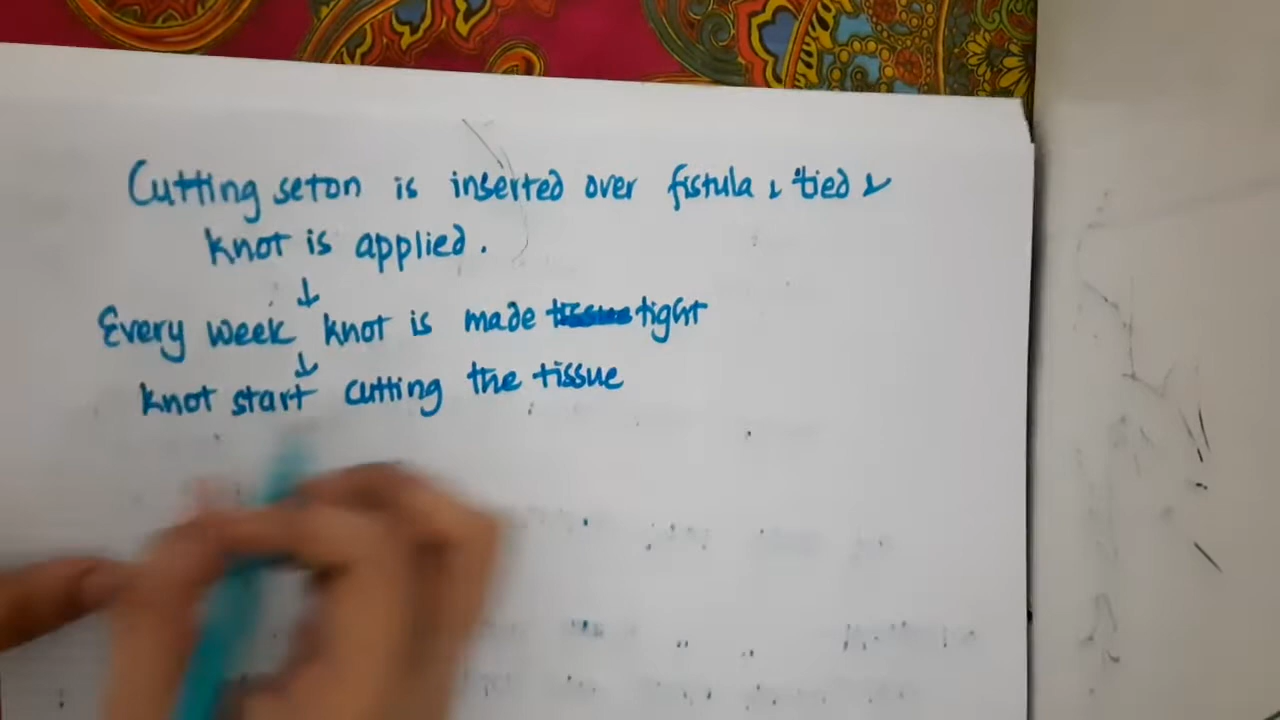 Cutting seton is inserted over fistula & tied &
knot is applied.
↓
Every week knot is made tight
↓
knot start cutting the tissue